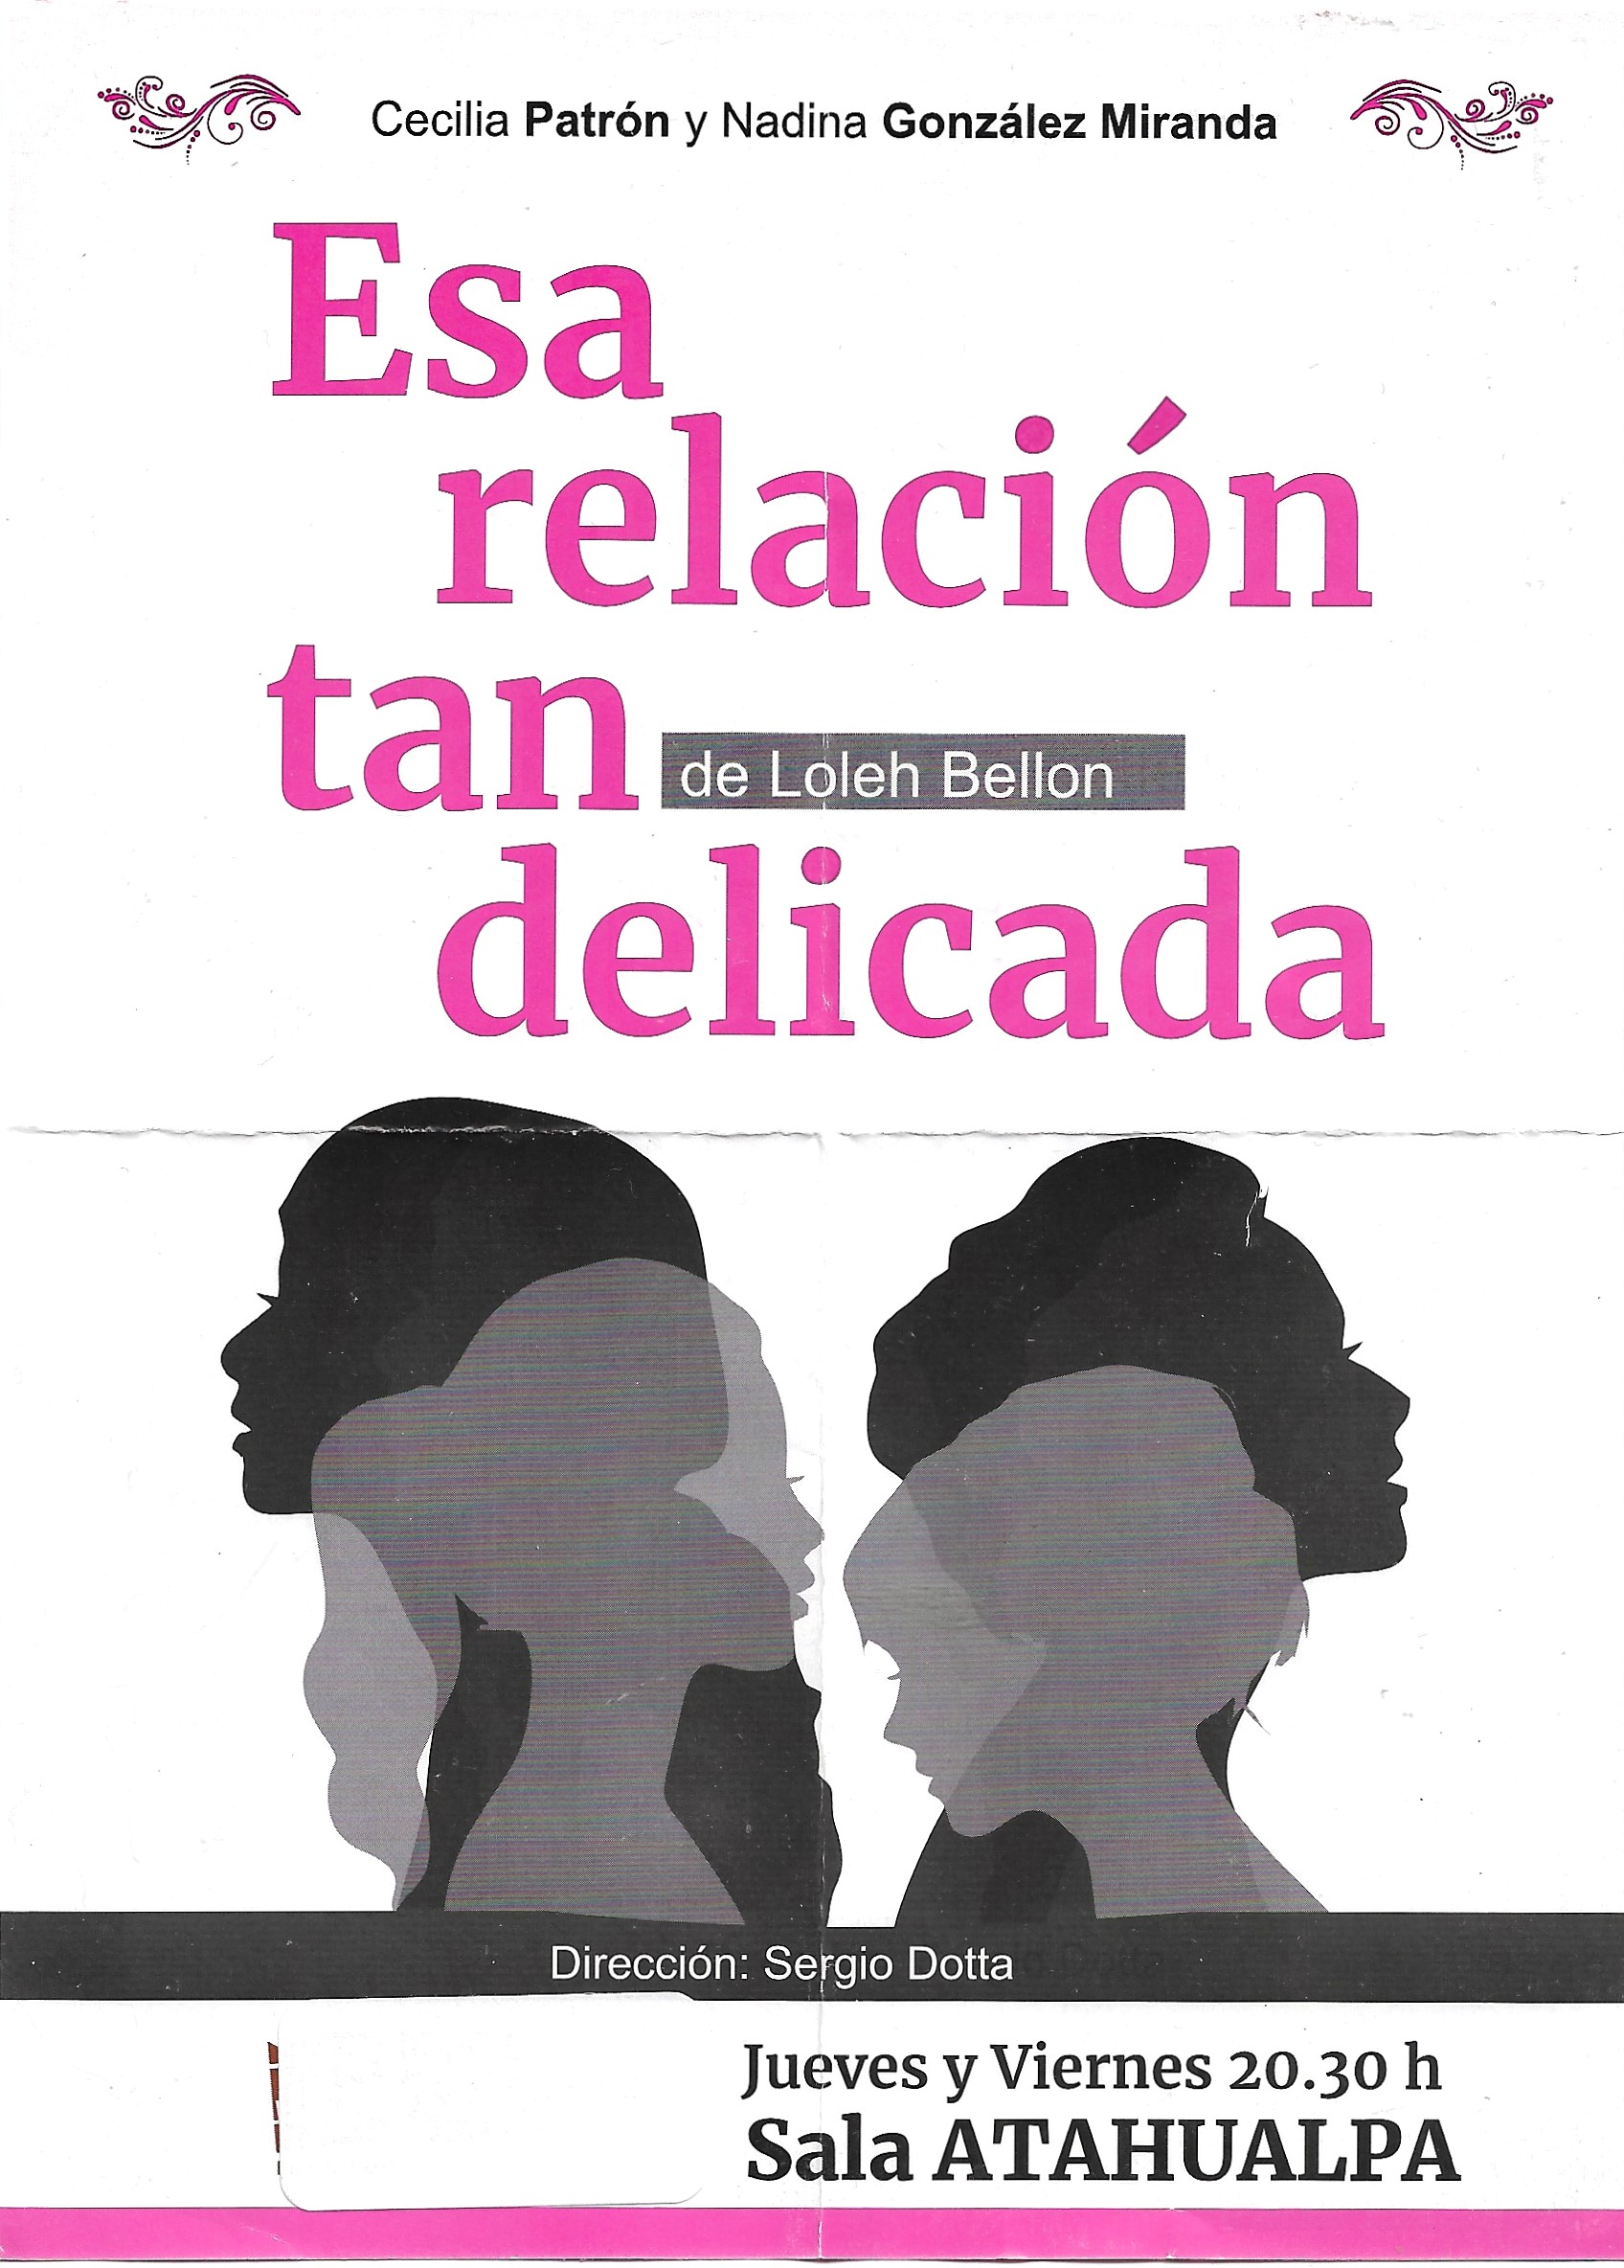 Cecilia Patrón y Nadina González Miranda
Esa
relación
tan
de Loleh Bellon
delicada
Dirección: Sergio Dotta
Jueves y Viernes 20.30 h
Sala ATAHUALPA